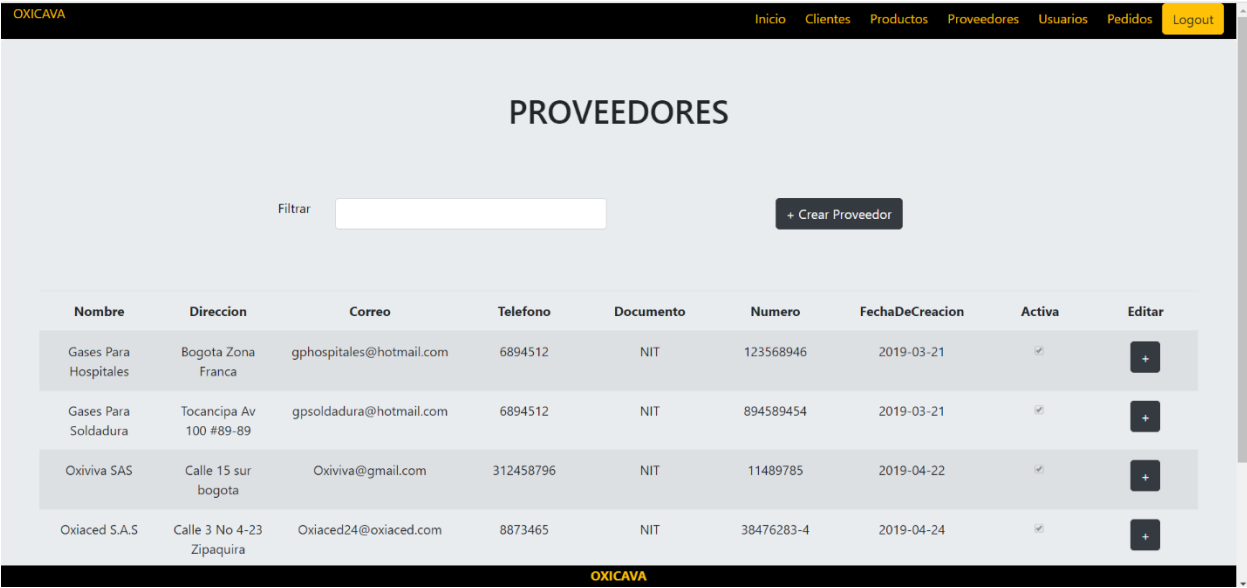 OXICAVA Inicio Clientes Productos Proveedores Usuarios Pedidos Logout
PROVEEDORES
Filtrar + Crear Proveedor
Nombre Direccion Correo Telefono Documento Numero FechaDeCreacion Activa Editar
Gases Para Bogota Zona gphospitales@hotmail.com 6894512 NIT 123568946 2019-03-21 +
Hospitales Franca
Gases Para Tocancipa Av gpsoldadura@hotmail.com 6894512 NIT 894589454 2019-03-21 +
Soldadura 100 #89-89
Oxiviva SAS Calle 15 sur Oxiviva@gmail.com 312458796 NIT 11489785 2019-04-22 +
bogota
Oxiaced S.A.S Calle 3 No 4-23 Oxiaced24@oxiaced.com 8873465 NIT 38476283-4 2019-04-24 +
Zipaquira
OXICAVA